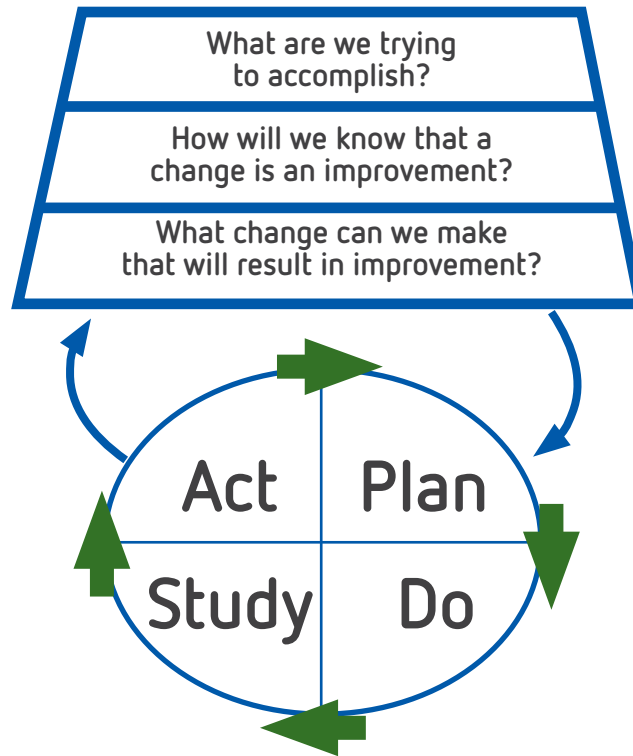 What are we trying
to accomplish?
How will we know that a
change is an improvement?
What change can we make
that will result in improvement?
Act
Plan
Study
Do